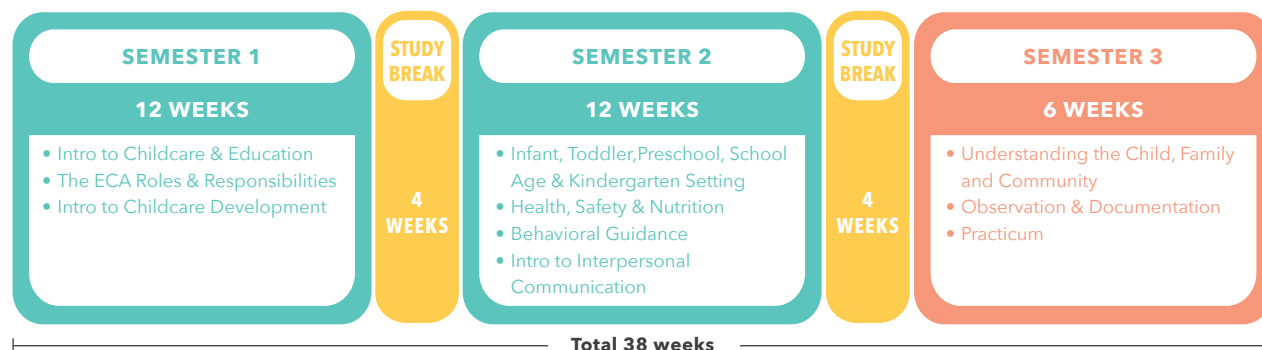 SEMESTER 1
12 WEEKS
• Intro to Childcare & Education
• The ECA Roles & Responsibilities
• Intro to Childcare Development
STUDY
BREAK
4
WEEKS
SEMESTER 2
12 WEEKS
• Infant, Toddler,Preschool, School
Age & Kindergarten Setting
• Health, Safety & Nutrition
• Behavioral Guidance
• Intro to Interpersonal
Communication
STUDY
BREAK
4
WEEKS
SEMESTER 3
6 WEEKS
• Understanding the Child, Family
and Community
• Observation & Documentation
• Practicum
Total 38 weeks